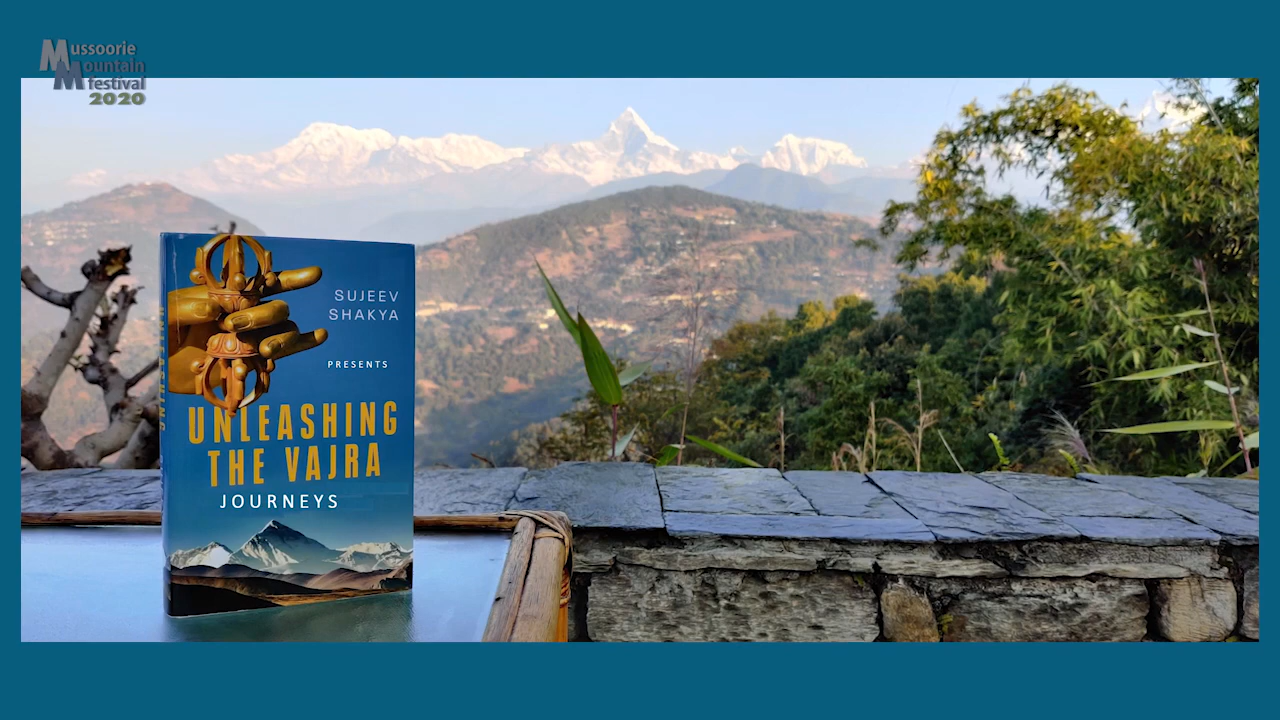 Mussoorie
Mountain
festival
2020
SUJEEV
SHAKYA
PRESENTS
UNLEASHING
THE VAJRA
JOURNEYS